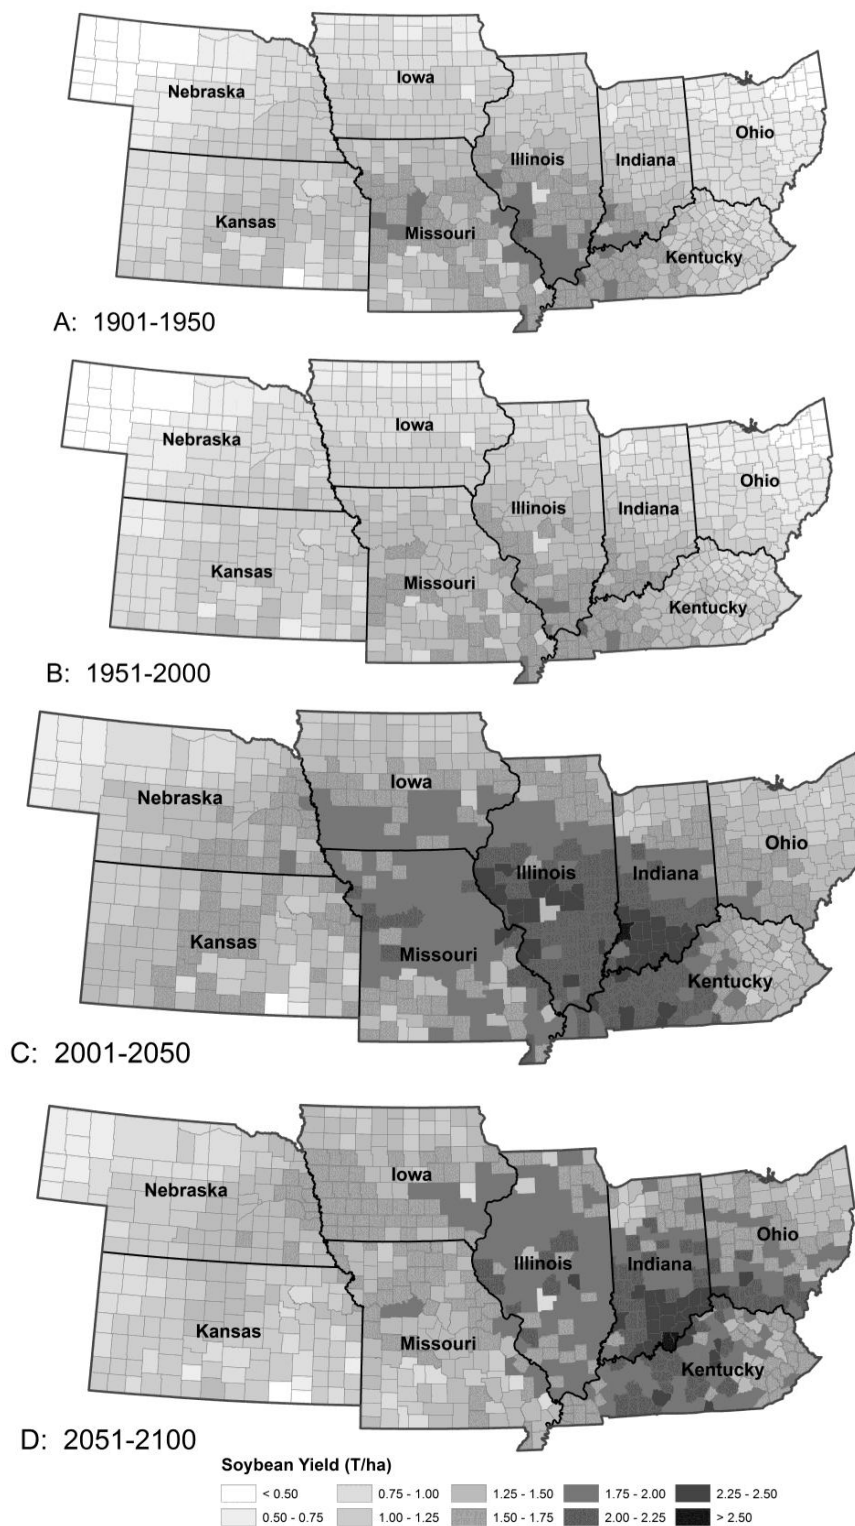 Nebraska
Iowa
Illinois
Indiana
Ohio
Kansas
Missouri
Kentucky
A: 1901-1950
Nebraska
Iowa
Illinois
Indiana
Ohio
Kansas
Missouri
Kentucky
B: 1951-2000
Nebraska
Iowa
Illinois
Indiana
Ohio
Kansas
Missouri
Kentucky
C: 2001-2050
Nebraska
Iowa
Illinois
Indiana
Ohio
Kansas
Missouri
Kentucky
D: 2051-2100
Soybean Yield (T/ha)
< 0.50 0.75 - 1.00 1.25 - 1.50 1.75 - 2.00 2.25 - 2.50
0.50 - 0.75 1.00 - 1.25 1.50 - 1.75 2.00 - 2.25 > 2.50